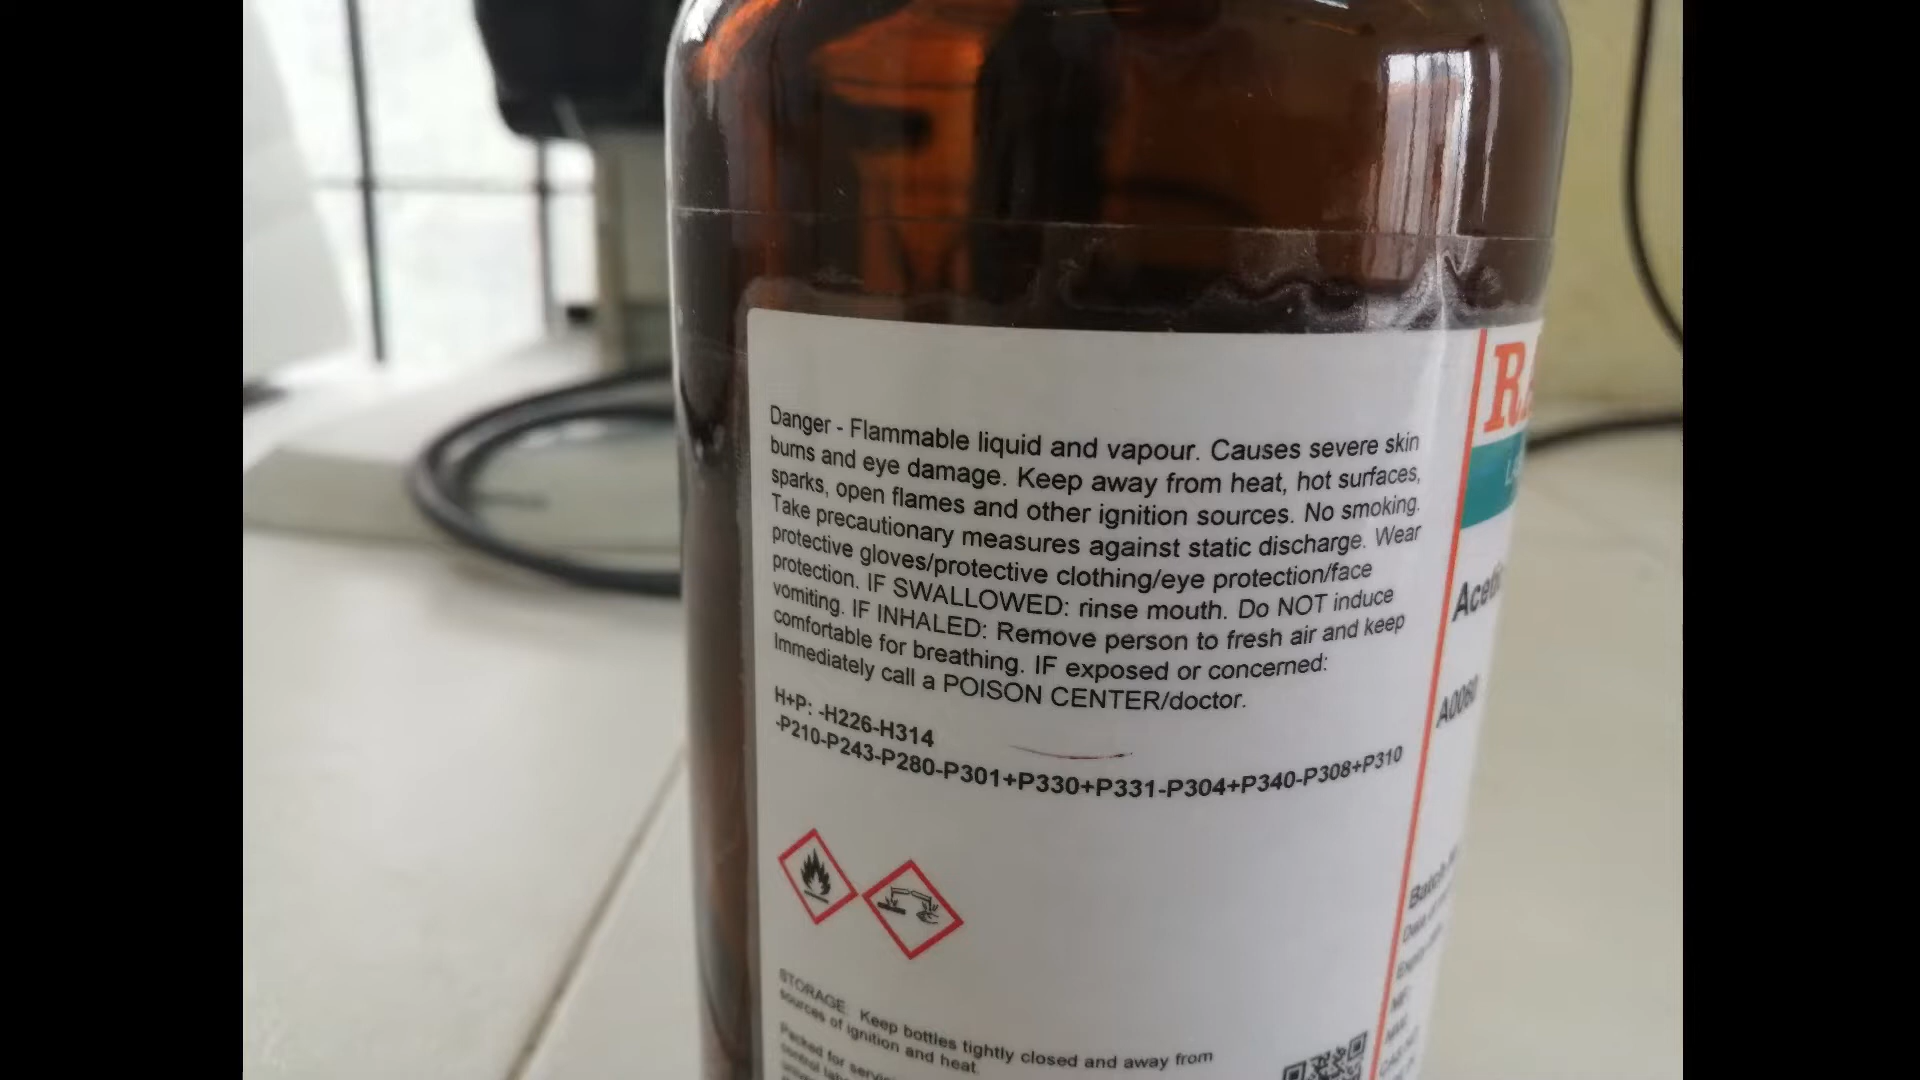 Danger - Flammable liquid and vapour. Causes severe skin
burns and eye damage. Keep away from heat, hot surfaces,
sparks, open flames and other ignition sources. No smoking.
Take precautionary measures against static discharge. Wear
protective gloves/protective clothing/eye protection/face
protection. IF SWALLOWED: rinse mouth. Do NOT induce
vomiting. IF INHALED: Remove person to fresh air and keep
comfortable for breathing. IF exposed or concerned:
Immediately call a POISON CENTER/doctor.
H+P: -H226-H314
-P210-P243-P280-P301+P330+P331-P304+P340-P308+P310
STORAGE: Keep bottles tightly closed and away from
sources of ignition and heat.
Packed for
A0060